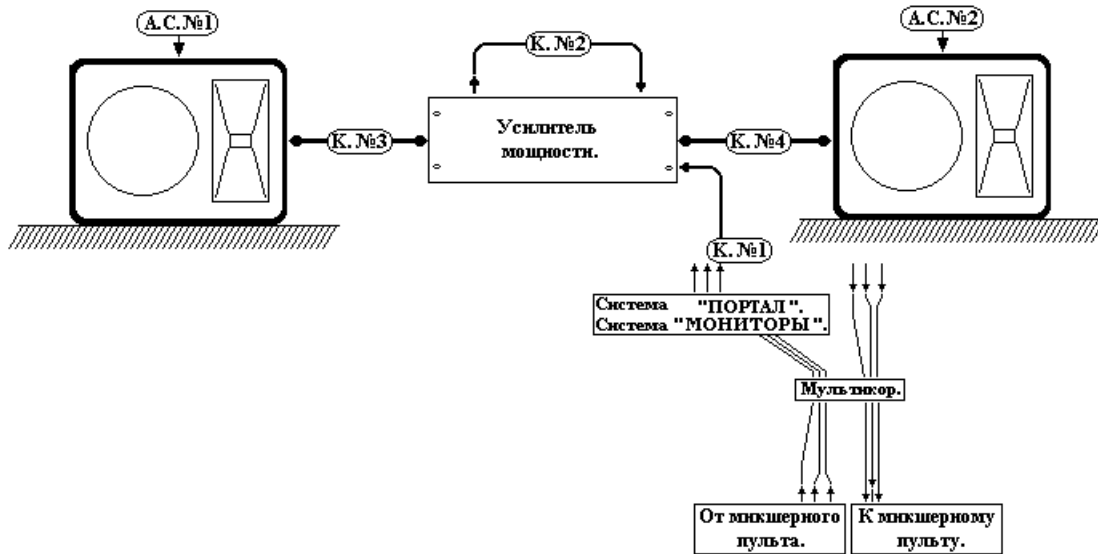 А.С.№1
К.№2
А.С.№2
Усилитель
мощности.
К.№3
К.№4
К.№1
Система "ПОРТАЛ".
Система "МОНИТОРЫ".
Мультикор.
От микшерного
пульта.
К микшерному
пульту.